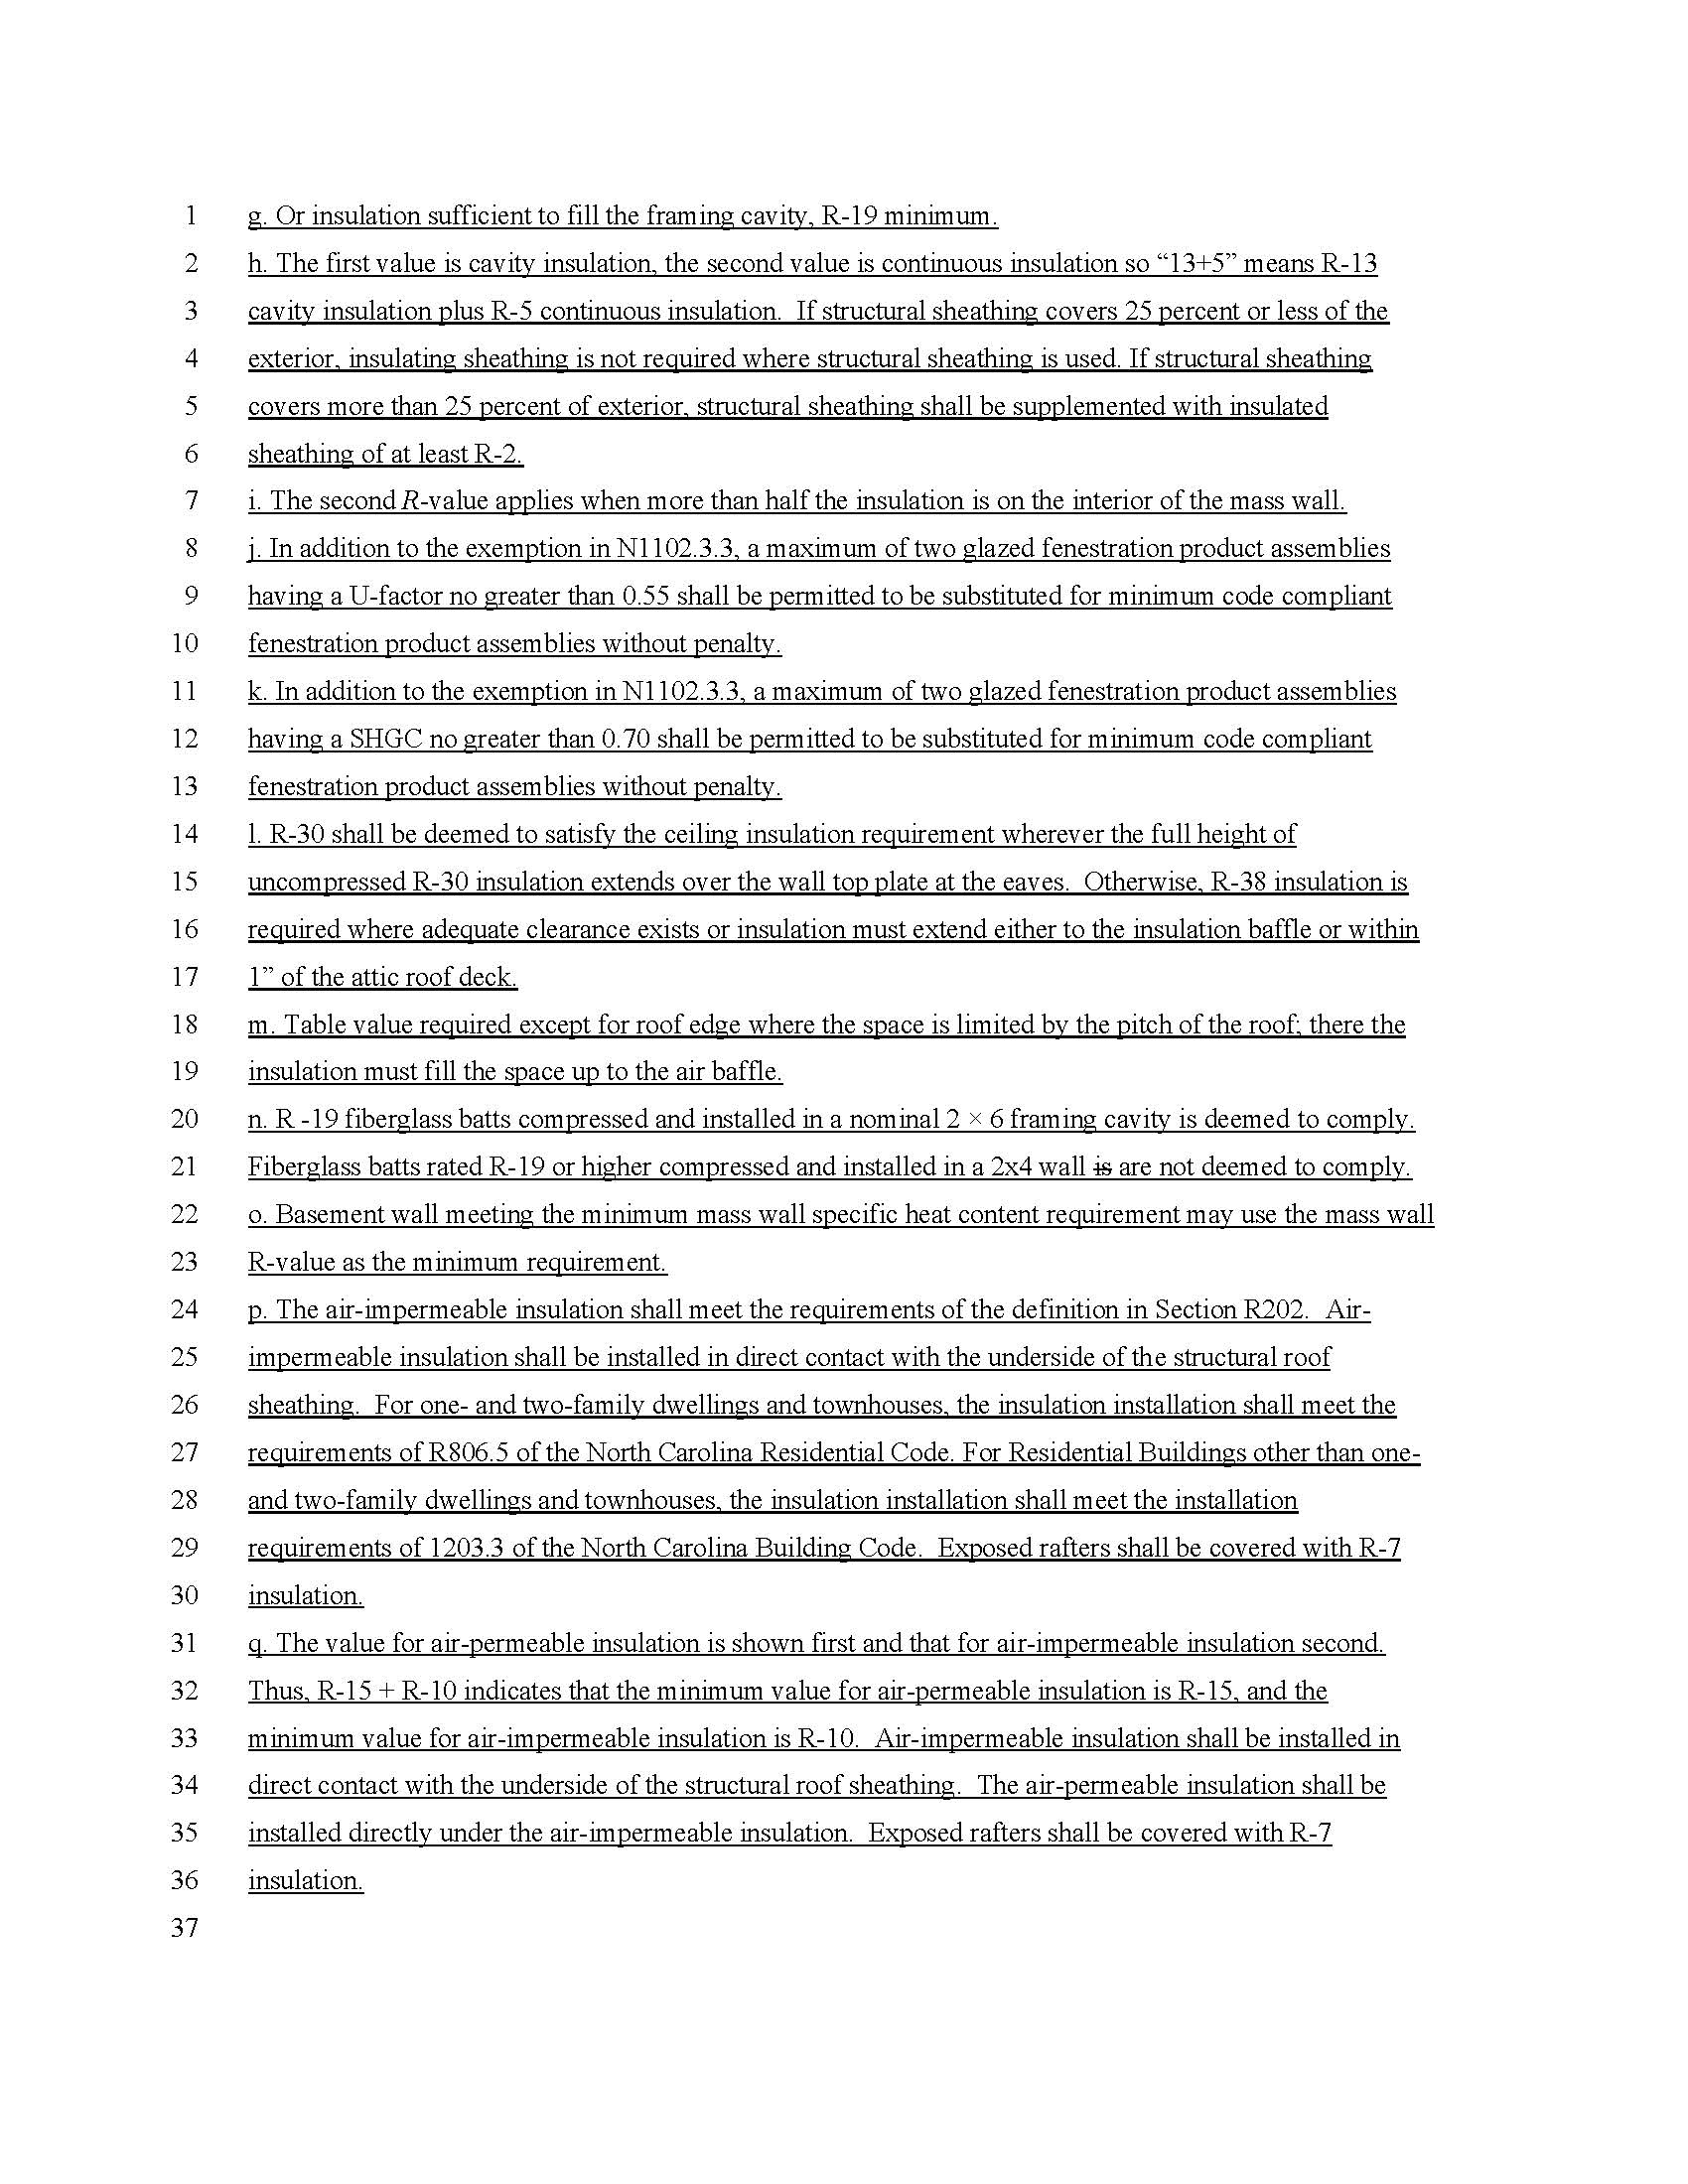 1 g. Or insulation sufficient to fill the framing cavity, R-19 minimum.
2 h. The first value is cavity insulation, the second value is continuous insulation so “13+5” means R-13
3 cavity insulation plus R-5 continuous insulation.  If structural sheathing covers 25 percent or less of the
4 exterior, insulating sheathing is not required where structural sheathing is used. If structural sheathing
5 covers more than 25 percent of exterior, structural sheathing shall be supplemented with insulated
6 sheathing of at least R-2.
7 i. The second R-value applies when more than half the insulation is on the interior of the mass wall.
8 j. In addition to the exemption in N1102.3.3, a maximum of two glazed fenestration product assemblies
9 having a U-factor no greater than 0.55 shall be permitted to be substituted for minimum code compliant
10 fenestration product assemblies without penalty.
11 k. In addition to the exemption in N1102.3.3, a maximum of two glazed fenestration product assemblies
12 having a SHGC no greater than 0.70 shall be permitted to be substituted for minimum code compliant
13 fenestration product assemblies without penalty.
14 l. R-30 shall be deemed to satisfy the ceiling insulation requirement wherever the full height of
15 uncompressed R-30 insulation extends over the wall top plate at the eaves.  Otherwise, R-38 insulation is
16 required where adequate clearance exists or insulation must extend either to the insulation baffle or within
17 1” of the attic roof deck.
18 m. Table value required except for roof edge where the space is limited by the pitch of the roof; there the
19 insulation must fill the space up to the air baffle.
20 n. R -19 fiberglass batts compressed and installed in a nominal 2 × 6 framing cavity is deemed to comply.
21 Fiberglass batts rated R-19 or higher compressed and installed in a 2x4 wall is are not deemed to comply.
22 o. Basement wall meeting the minimum mass wall specific heat content requirement may use the mass wall
23 R-value as the minimum requirement.
24 p. The air-impermeable insulation shall meet the requirements of the definition in Section R202.  Air-
25 impermeable insulation shall be installed in direct contact with the underside of the structural roof
26 sheathing.  For one- and two-family dwellings and townhouses, the insulation installation shall meet the
27 requirements of R806.5 of the North Carolina Residential Code. For Residential Buildings other than one-
28 and two-family dwellings and townhouses, the insulation installation shall meet the installation
29 requirements of 1203.3 of the North Carolina Building Code.  Exposed rafters shall be covered with R-7
30 insulation.
31 q. The value for air-permeable insulation is shown first and that for air-impermeable insulation second.
32 Thus, R-15 + R-10 indicates that the minimum value for air-permeable insulation is R-15, and the
33 minimum value for air-impermeable insulation is R-10.  Air-impermeable insulation shall be installed in
34 direct contact with the underside of the structural roof sheathing.  The air-permeable insulation shall be
35 installed directly under the air-impermeable insulation.  Exposed rafters shall be covered with R-7
36 insulation.
37